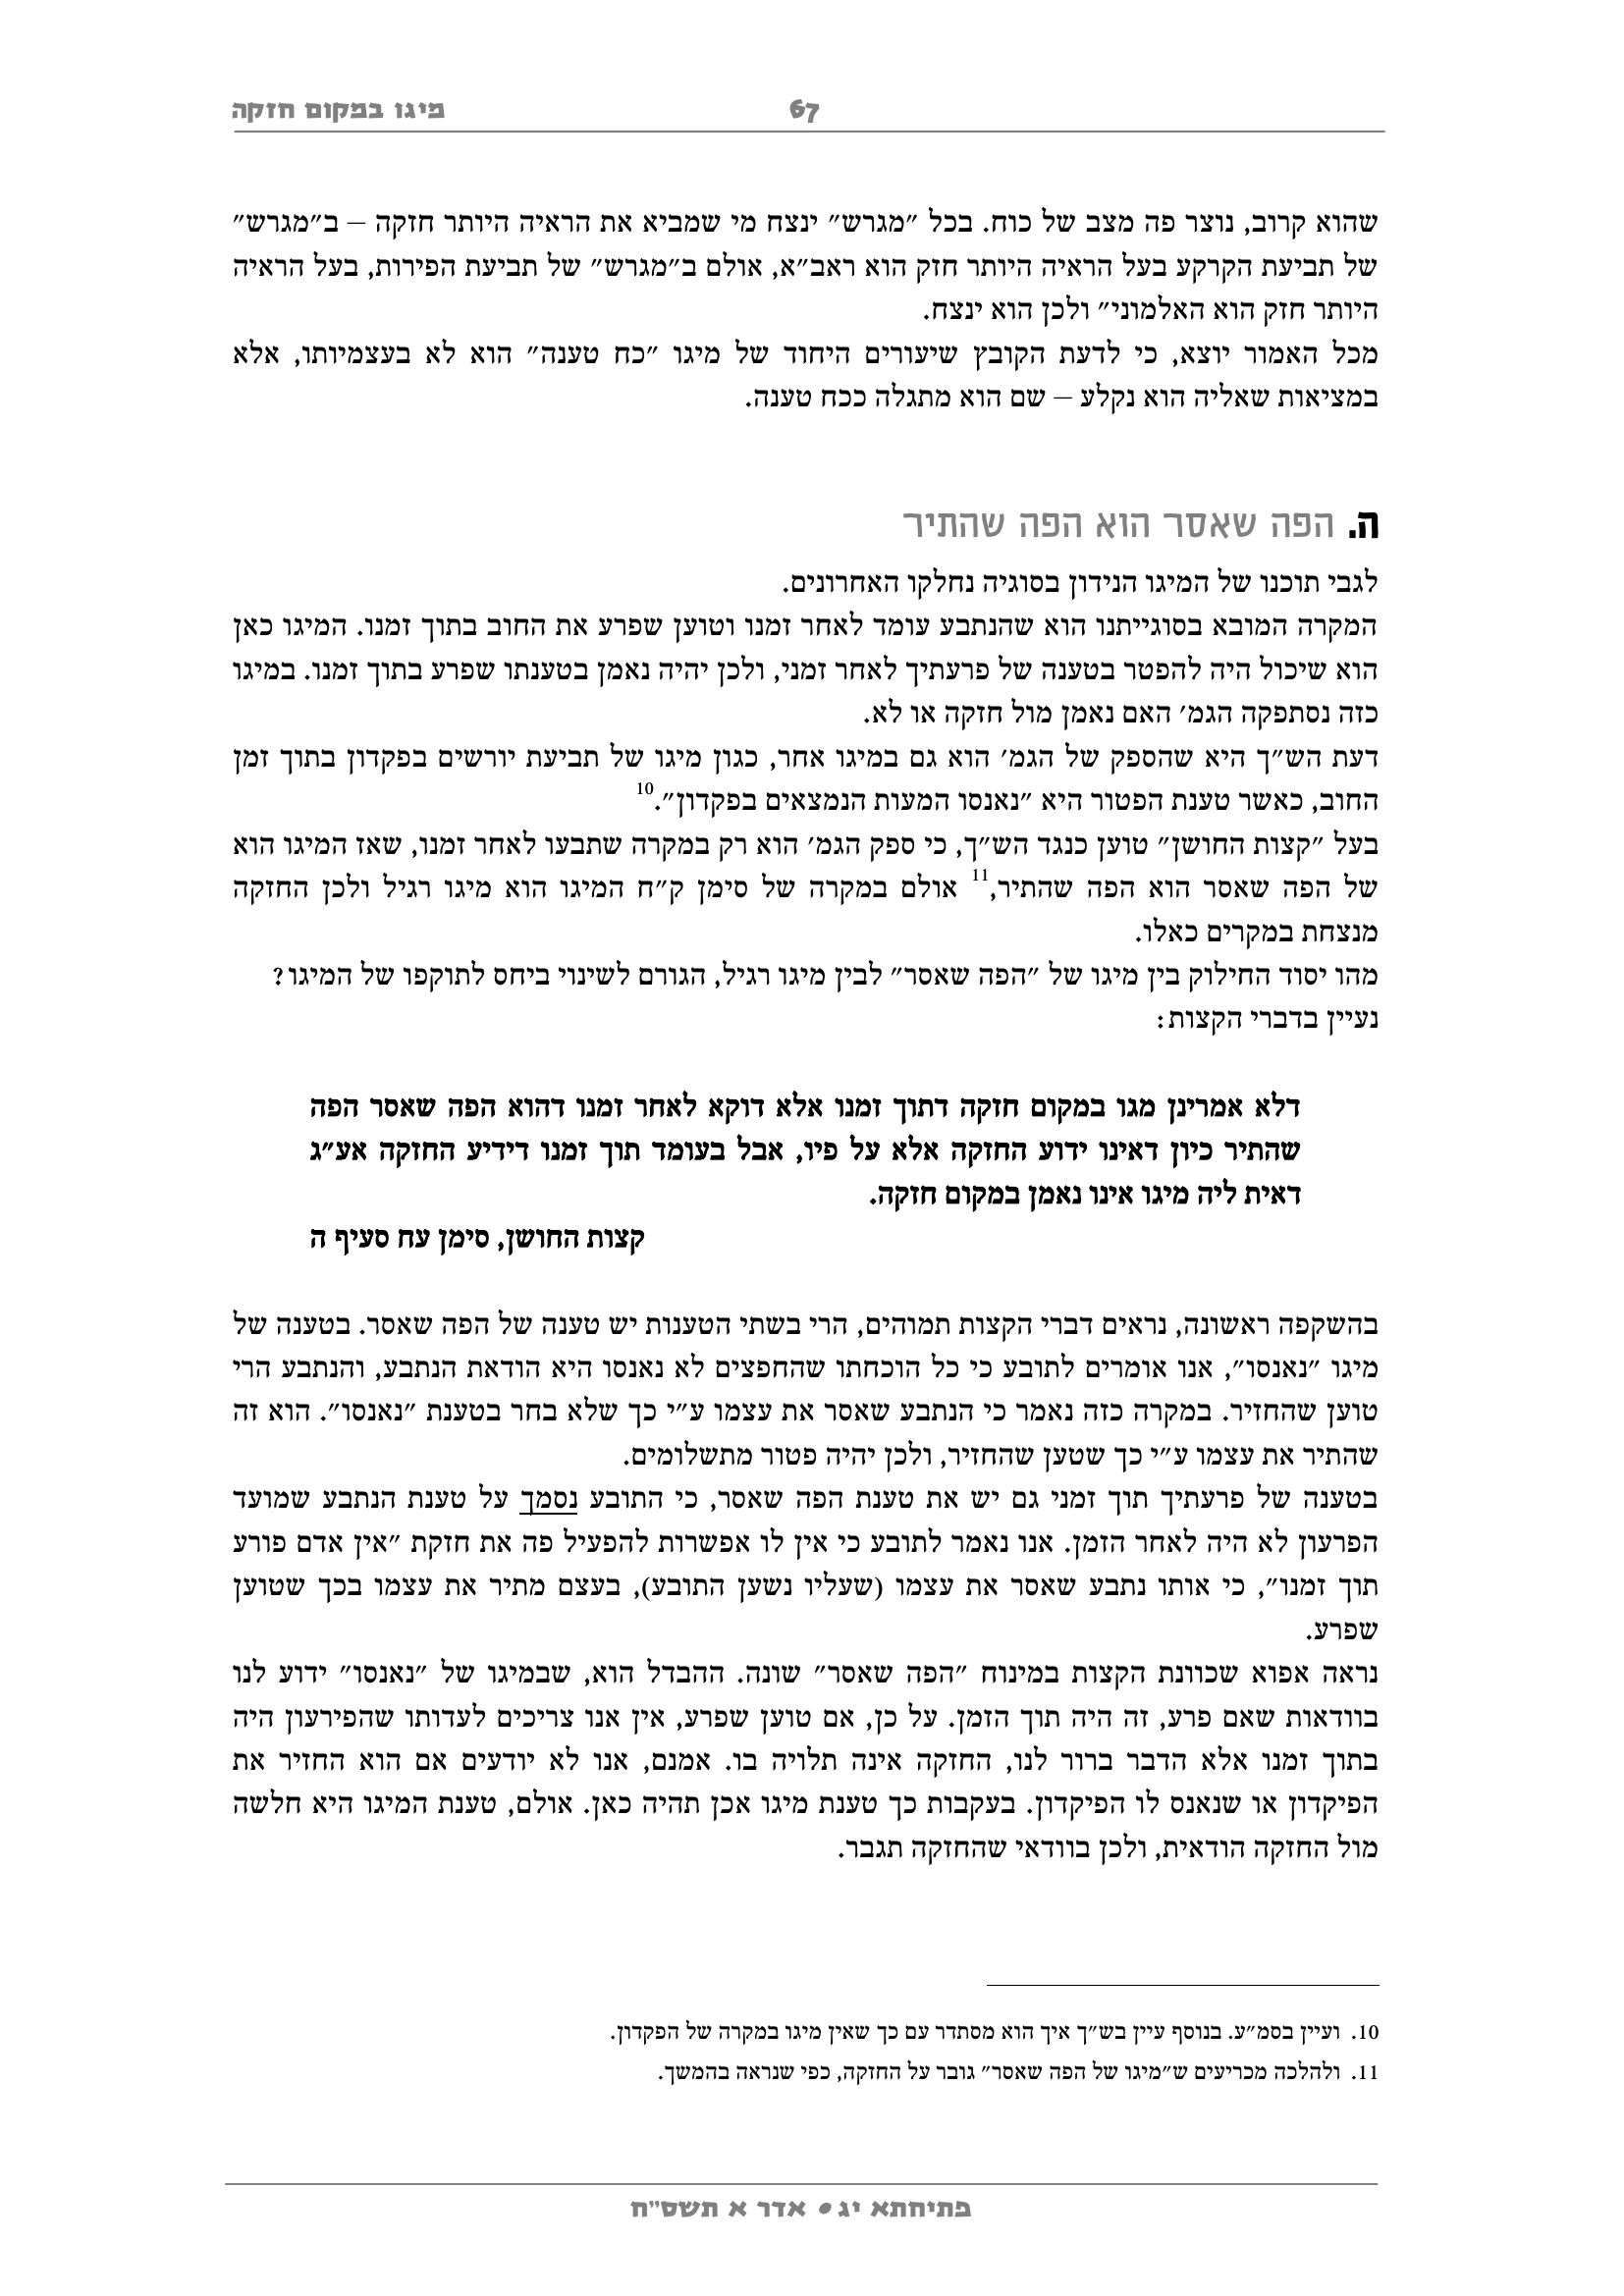 מיגו במקום חזקה
67
שהוא קרוב, נוצר פה מצב של כוח. בכל ״מגרש״ ינצח מי שמביא את הראיה היותר חזקה – ב״מגרש״
של תביעת הקרקע בעל הראיה היותר חזק הוא ראב״א, אולם ב״מגרש״ של תביעת הפירות, בעל הראיה
היותר חזק הוא האלמוני״ ולכן הוא ינצח.
מכל האמור יוצא, כי לדעת הקובץ שיעורים היחוד של מיגו ״כח טענה״ הוא לא בעצמיותו, אלא
במציאות שאליה הוא נקלע – שם הוא מתגלה ככח טענה.
ה. הפה שאסר הוא הפה שהתיר
לגבי תוכנו של המיגו הנידון בסוגיה נחלקו האחרונים.
המקרה המובא בסוגייתנו הוא שהנתבע עומד לאחר זמנו וטוען שפרע את החוב בתוך זמנו. המיגו כאן
הוא שיכול היה להפטר בטענה של פרעתיך לאחר זמני, ולכן יהיה נאמן בטענתו שפרע בתוך זמנו. במיגו
כזה נסתפקה הגמ׳ האם נאמן מול חזקה או לא.
דעת הש״ך היא שהספק של הגמ׳ הוא גם במיגו אחר, כגון מיגו של תביעת יורשים בפקדון בתוך זמן
החוב, כאשר טענת הפטור היא ״נאנסו המעות הנמצאים בפקדון״.10
בעל ״קצות החושן״ טוען כנגד הש״ך, כי ספק הגמ׳ הוא רק במקרה שתבעו לאחר זמנו, שאז המיגו הוא
של הפה שאסר הוא הפה שהתיר,11 אולם במקרה של סימן ק״ח המיגו הוא מיגו רגיל ולכן החזקה
מנצחת במקרים כאלו.
מהו יסוד החילוק בין מיגו של ״הפה שאסר״ לבין מיגו רגיל, הגורם לשינוי ביחס לתוקפו של המיגו?
נעיין בדברי הקצות:
דלא אמרינן מגו במקום חזקה דתוך זמנו אלא דוקא לאחר זמנו דהוא הפה שאסר הפה
שהתיר כיון דאינו ידוע החזקה אלא על פיו, אבל בעומד תוך זמנו דידיע החזקה אע״ג
דאית ליה מיגו אינו נאמן במקום חזקה.
קצות החושן, סימן עח סעיף ה
בהשקפה ראשונה, נראים דברי הקצות תמוהים, הרי בשתי הטענות יש טענה של הפה שאסר. בטענה של
מיגו ״נאנסו״, אנו אומרים לתובע כי כל הוכחתו שהחפצים לא נאנסו היא הודאת הנתבע, והנתבע הרי
טוען שהחזיר. במקרה כזה נאמר כי הנתבע שאסר את עצמו ע״י כך שלא בחר בטענת ״נאנסו״. הוא זה
שהתיר את עצמו ע״י כך שטען שהחזיר, ולכן יהיה פטור מתשלומים.
בטענה של פרעתיך תוך זמני גם יש את טענת הפה שאסר, כי התובע נסמך על טענת הנתבע שמועד
הפרעון לא היה לאחר הזמן. אנו נאמר לתובע כי אין לו אפשרות להפעיל פה את חזקת ״אין אדם פורע
תוך זמנו״, כי אותו נתבע שאסר את עצמו (שעליו נשען התובע), בעצם מתיר את עצמו בכך שטוען
שפרע.
נראה אפוא שכוונת הקצות במינוח ״הפה שאסר״ שונה. ההבדל הוא, שבמיגו של ״נאנסו״ ידוע לנו
בוודאות שאם פרע, זה היה תוך הזמן. על כן, אם טוען שפרע, אין אנו צריכים לעדותו שהפירעון היה
בתוך זמנו אלא הדבר ברור לנו, החזקה אינה תלויה בו. אמנם, אנו לא יודעים אם הוא החזיר את
הפיקדון או שנאנס לו הפיקדון. בעקבות כך טענת מיגו אכן תהיה כאן. אולם, טענת המיגו היא חלשה
מול החזקה הודאית, ולכן בוודאי שהחזקה תגבר.
10. ועיין בסמ״ע. בנוסף עיין בש״ך איך הוא מסתדר עם כך שאין מיגו במקרה של הפקדון.
11. ולהלכה מכריעים ש״מיגו של הפה שאסר״ גובר על החזקה, כפי שנראה בהמשך.
פתיחתא יג • אדר א תשס״ח